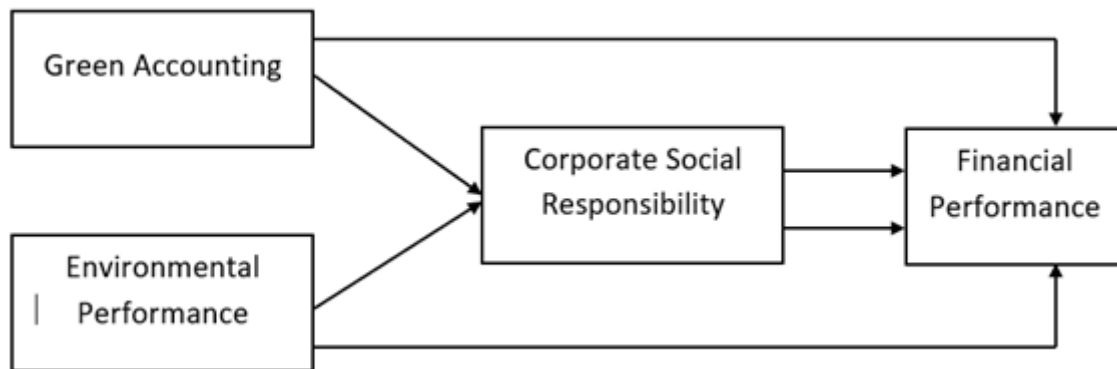 Green Accounting
Corporate Social
Responsibility
Financial
Performance
Environmental
Performance